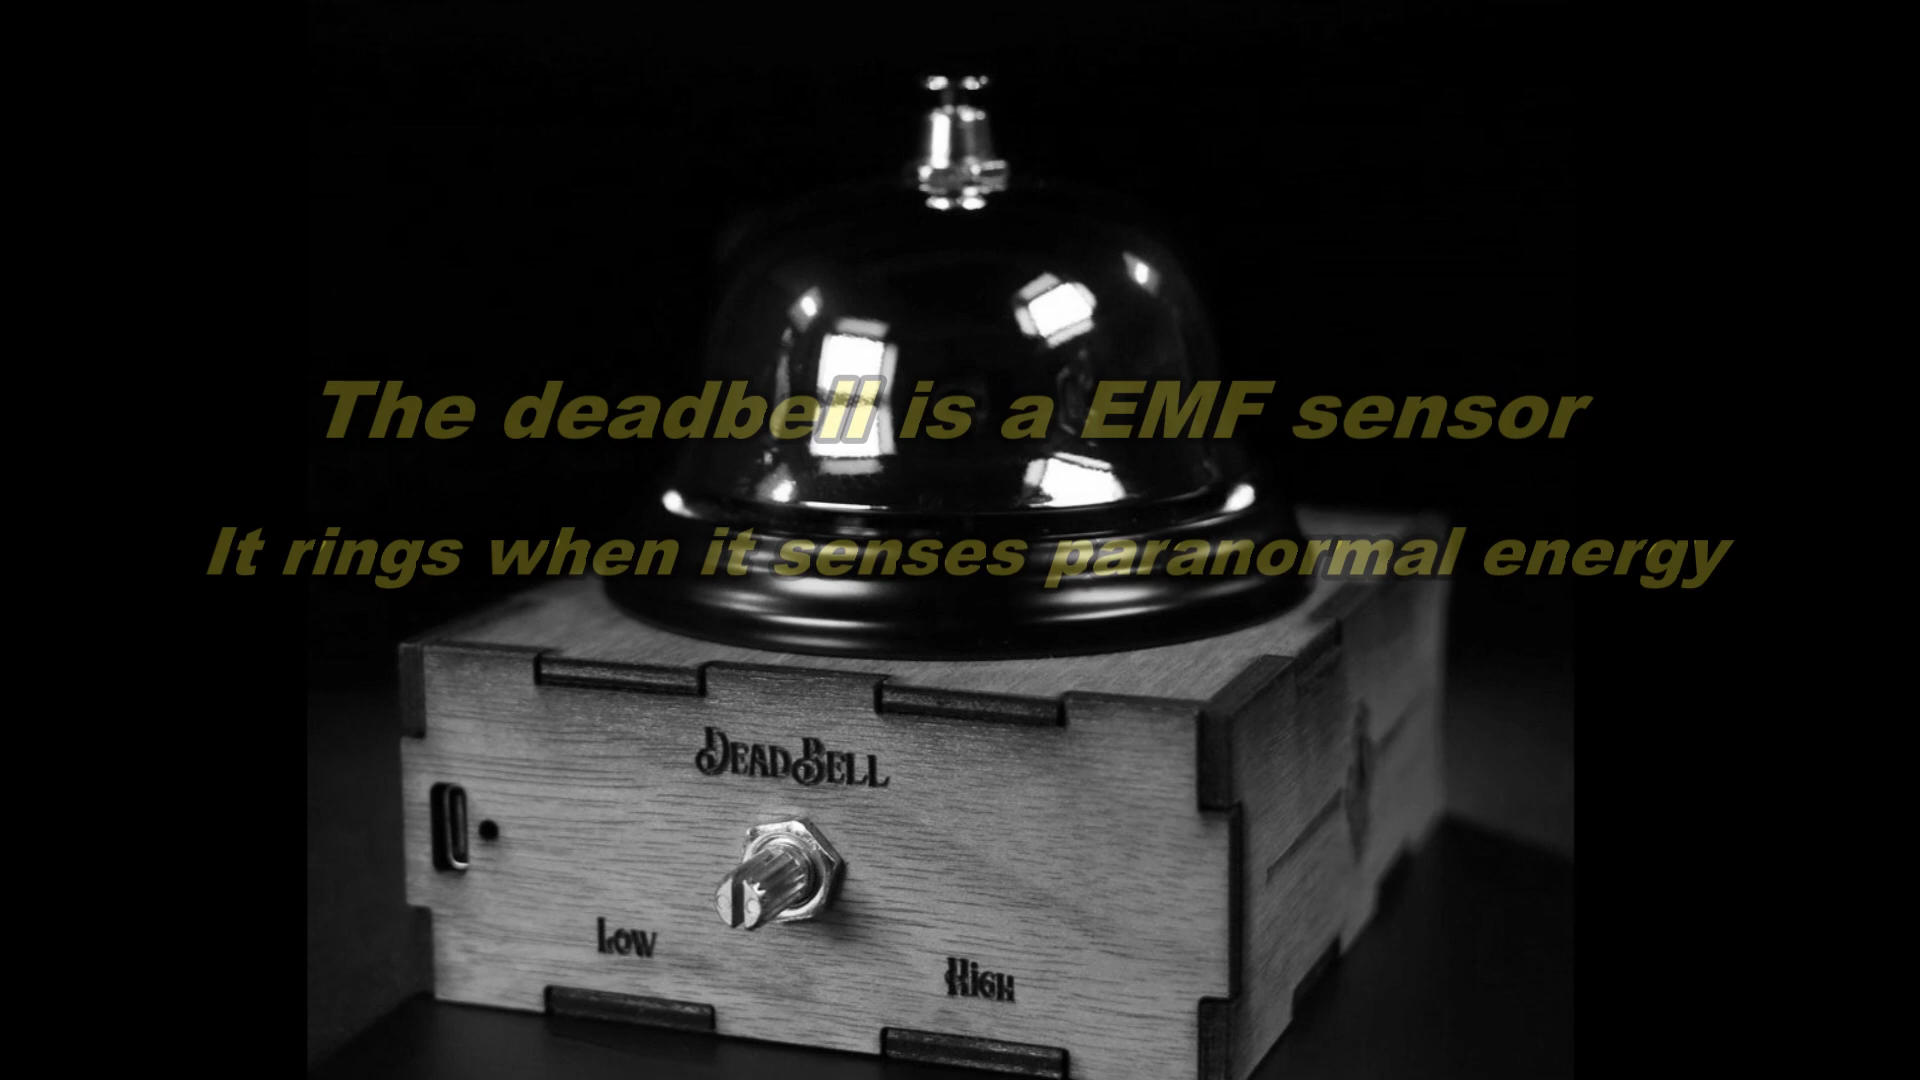 The deadbell is a EMF sensor
It rings when it senses paranormal energy
DEADBELL
LOW
HIGH